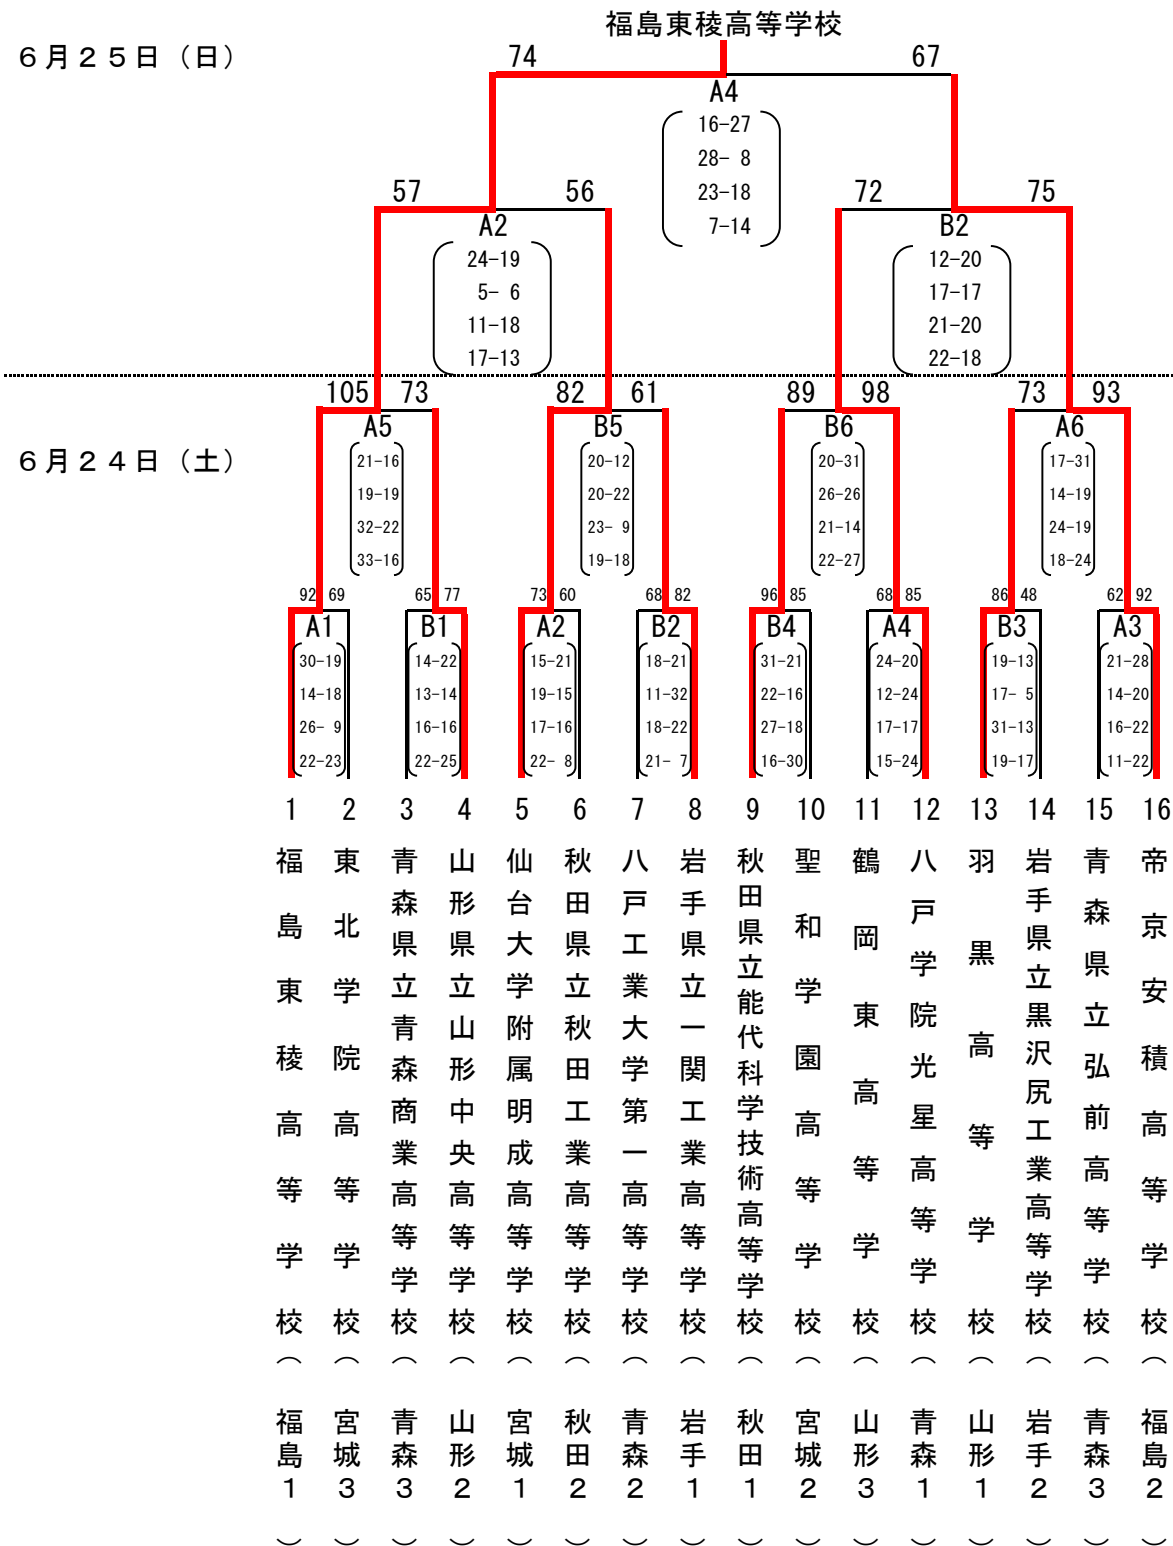 福島東稜高等学校
６月２５日（日）
74 67
A4
16-27
28- 8
23-18
7-14
57 56 72 75
A2 B2
24-19 12-20
5- 6 17-17
11-18 21-20
17-13 22-18
105 73 82 61 89 98 73 93
A5 B5 B6 A6
６月２４日（土）
21-16 20-12 20-31 17-31
19-19 20-22 26-26 14-19
32-22 23- 9 21-14 24-19
33-16 19-18 22-27 18-24
92 69 65 77 73 60 68 82 96 85 68 85 86 48 62 92
A1 B1 A2 B2 B4 A4 B3 A3
30-19 14-22 15-21 18-21 31-21 24-20 19-13 21-28
14-18 13-14 19-15 11-32 22-16 12-24 17- 5 14-20
26- 9 16-16 17-16 18-22 27-18 17-17 31-13 16-22
22-23 22-25 22- 8 21- 7 16-30 15-24 19-17 11-22
1 2 3 4 5 6 7 8 9 10 11 12 13 14 15 16
福島東稜高等学校（福島１）
東北学院高等学校（宮城３）
青森県立青森商業高等学校（青森３）
山形県立山形中央高等学校（山形２）
仙台大学附属明成高等学校（宮城１）
秋田県立秋田工業高等学校（秋田２）
八戸工業大学第一高等学校（青森２）
岩手県立一関工業高等学校（岩手１）
秋田県立能代科学技術高等学校（秋田１）
聖和学園高等学校（宮城２）
鶴岡東高等学校（山形３）
八戸学院光星高等学校（青森１）
羽黒高等学校（山形１）
岩手県立黒沢尻工業高等学校（岩手２）
青森県立弘前高等学校（青森３）
帝京安積高等学校（福島２）